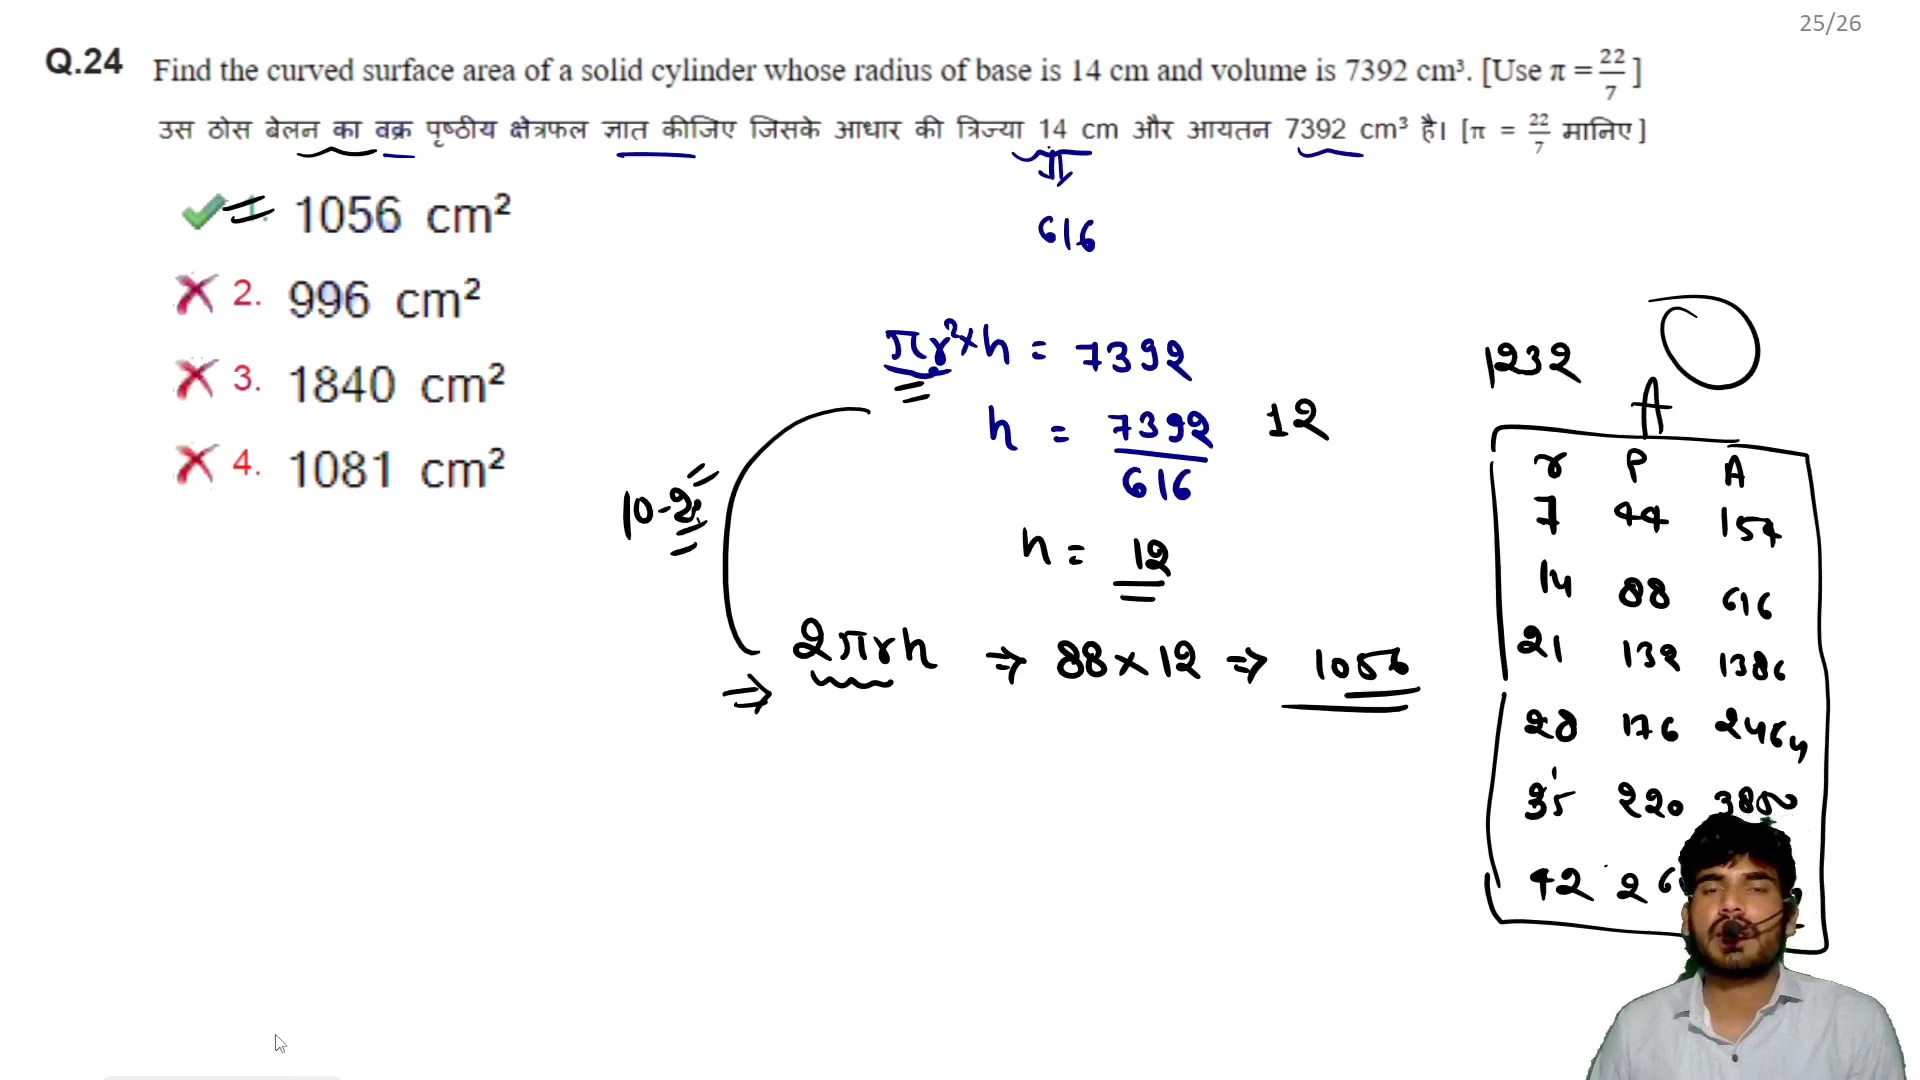 25/26
Q.24 Find the curved surface area of a solid cylinder whose radius of base is 14 cm and volume is 7392 cm³. [Use π = 22/7]
उस ठोस बेलन का वक्र पृष्ठीय क्षेत्रफल ज्ञात कीजिए जिसके आधार की त्रिज्या 14 cm और आयतन 7392 cm³ है। [π = 22/7 मानिए]
1. 1056 cm²
2. 996 cm²
3. 1840 cm²
4. 1081 cm²
616
πr² × h = 7392
h = 7392/616 12
h = 12
10-2
2πrh ⇒ 88 × 12 ⇒ 1056
1232
A
r P A
7 44 154
14 88 616
21 132 1386
28 176 2464
35 220 3850
42